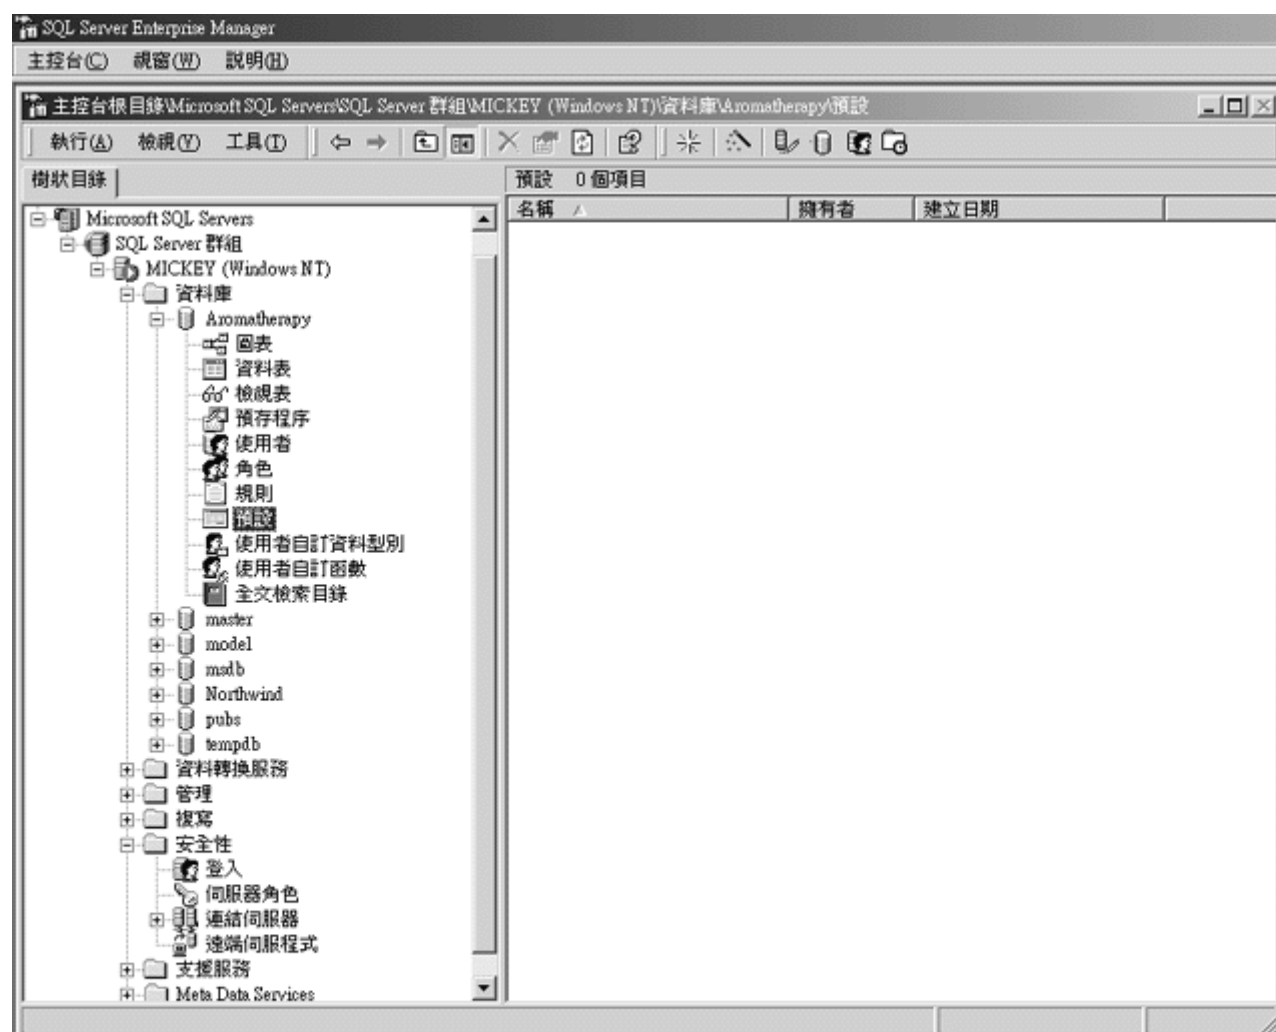 SQL Server Enterprise Manager
主控台(C) 視窗(W) 説明(H)
主控台根目錄\Microsoft SQL Servers\SQL Server 群組\MICKEY (Windows NT)\資料庫\Aromatherapy\預設
執行(A) 檢視(V) 工具(T)
樹狀目錄
預設 0 個項目
名稱 擁有者 建立日期
Microsoft SQL Servers
SQL Server 群組
MICKEY (Windows NT)
資料庫
Aromatherapy
圖表
資料表
檢視表
預存程序
使用者
角色
規則
預設
使用者自訂資料型別
使用者自訂函數
全文檢索目錄
master
model
msdb
Northwind
pubs
tempdb
資料轉換服務
管理
複寫
安全性
登入
伺服器角色
連結伺服器
遠端伺服程式
支援服務
Meta Data Services